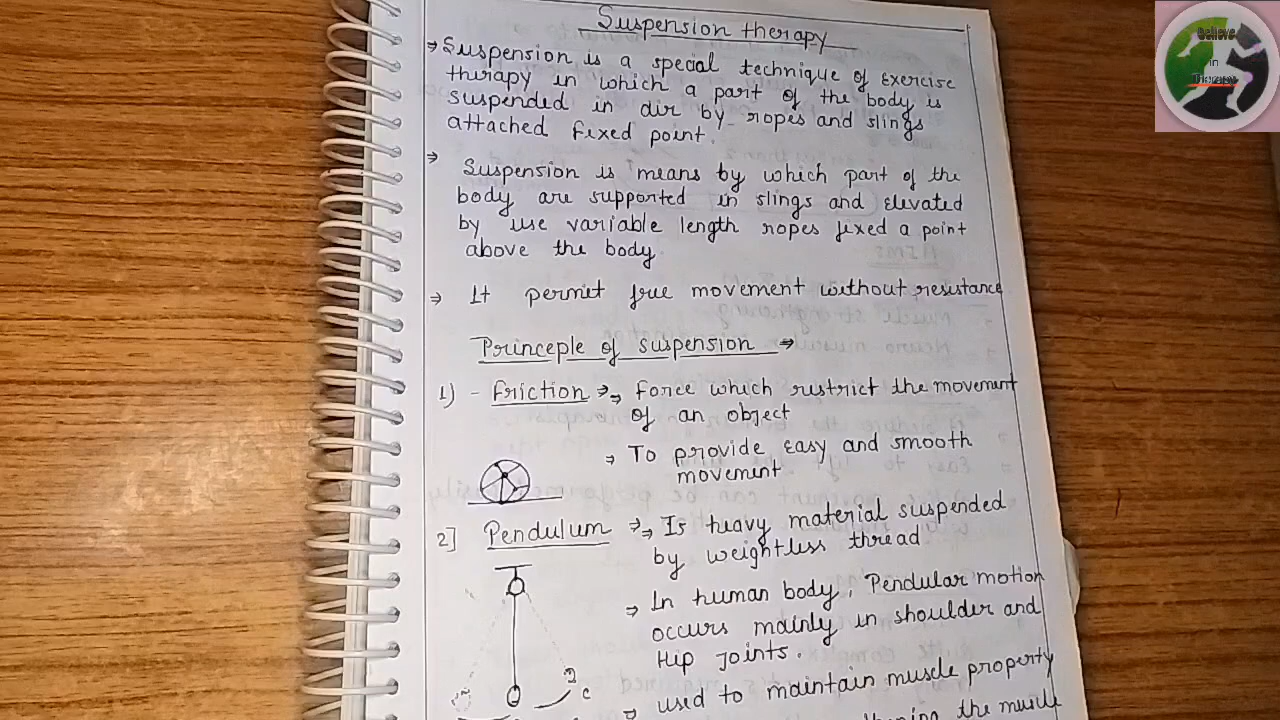 Suspension therapy
⇒ Suspension is a special technique of Exercise
therapy in which a part of the body is
suspended in air by ropes and slings
attached fixed point.
⇒ Suspension is means by which part of the
body are supported in slings and Elevated
by use variable length ropes fixed a point
above the body.
⇒ It permit free movement without resistance
Princeple of suspension ⇒
1) - Friction ⇒⇒ Force which restrict the movement
of an object
⇒ To provide Easy and smooth
movement
2] Pendulum ⇒⇒ Is heavy material suspended
by weightless thread
⇒ In human body, Pendular motion
occurs mainly in shoulder and
Hip Joints.
⇒ used to maintain muscle property
the muscle
C
Believe
in
Therapy